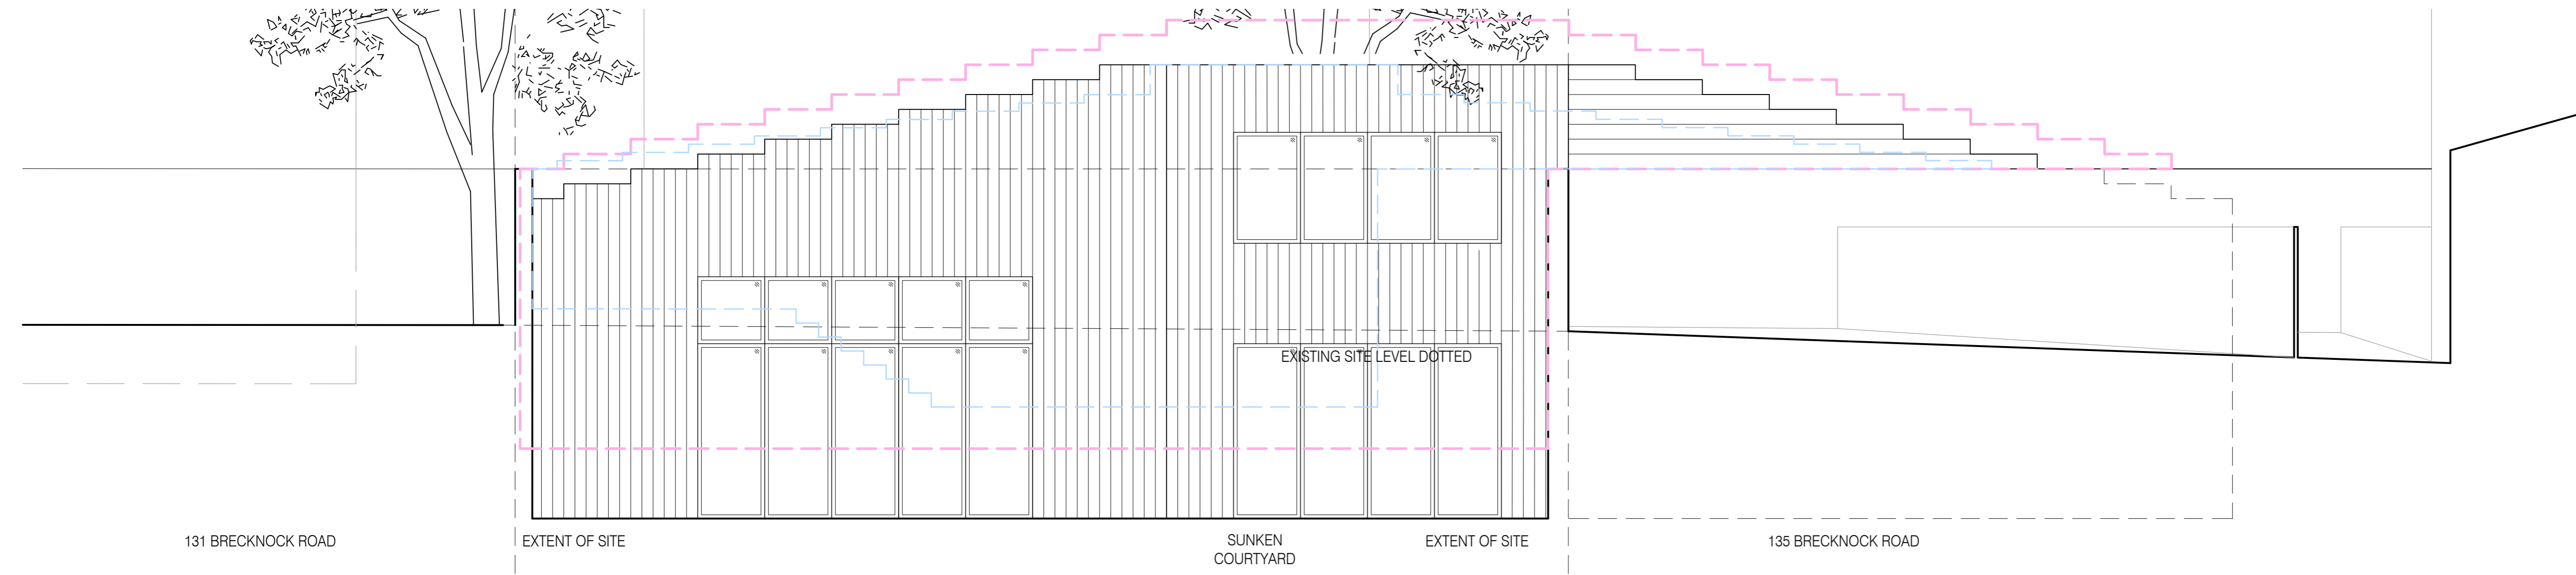 EXISTING SITE LEVEL DOTTED
131 BRECKNOCK ROAD
EXTENT OF SITE
SUNKEN
COURTYARD
EXTENT OF SITE
135 BRECKNOCK ROAD